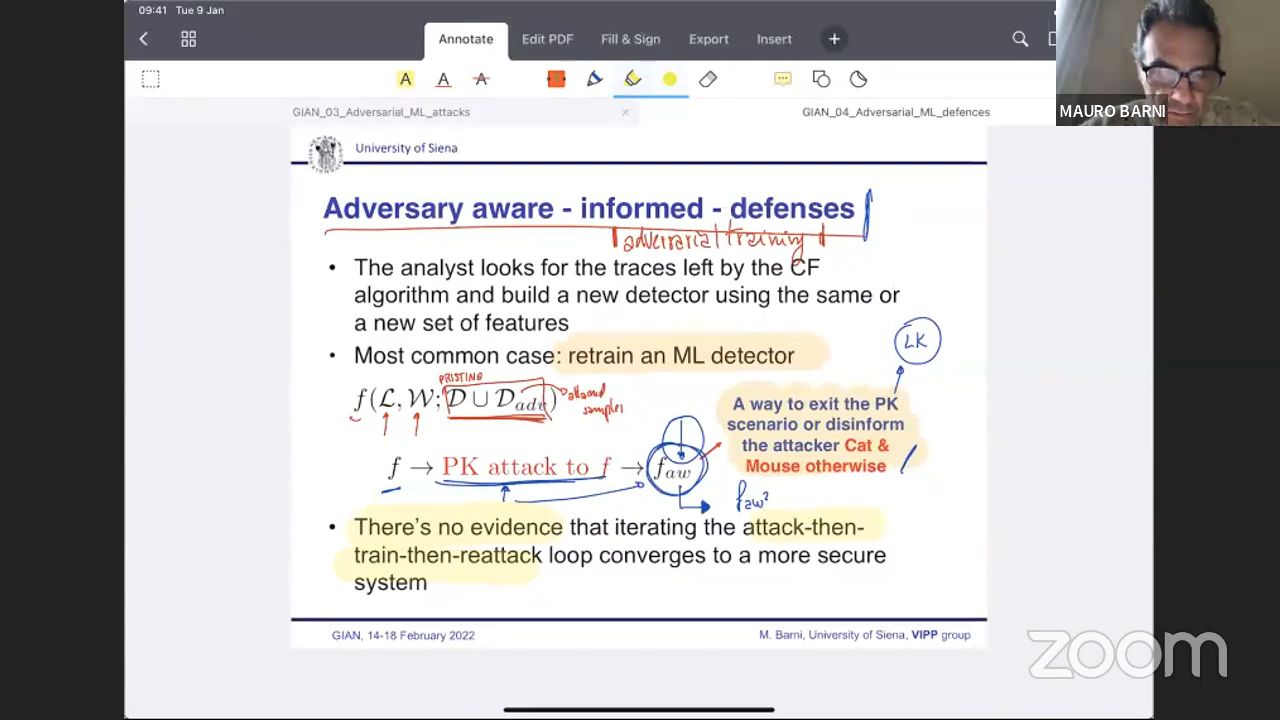 09:41 Tue 9 Jan
Annotate Edit PDF Fill & Sign Export Insert
MAURO BARNI
GIAN_03_Adversarial_ML_attacks
GIAN_04_Adversarial_ML_defences
University of Siena
Adversary aware - informed - defenses
adversarial training
• The analyst looks for the traces left by the CF
algorithm and build a new detector using the same or
a new set of features
LK
• Most common case: retrain an ML detector
PRISTINE
f(L, W; D ∪ D_adv)
attacked
samples
A way to exit the PK
scenario or disinform
the attacker Cat &
Mouse otherwise
f → PK attack to f → f_aw
f_aw²
• There's no evidence that iterating the attack-then-
train-then-reattack loop converges to a more secure
system
GIAN, 14-18 February 2022
M. Barni, University of Siena, VIPP group
zoom